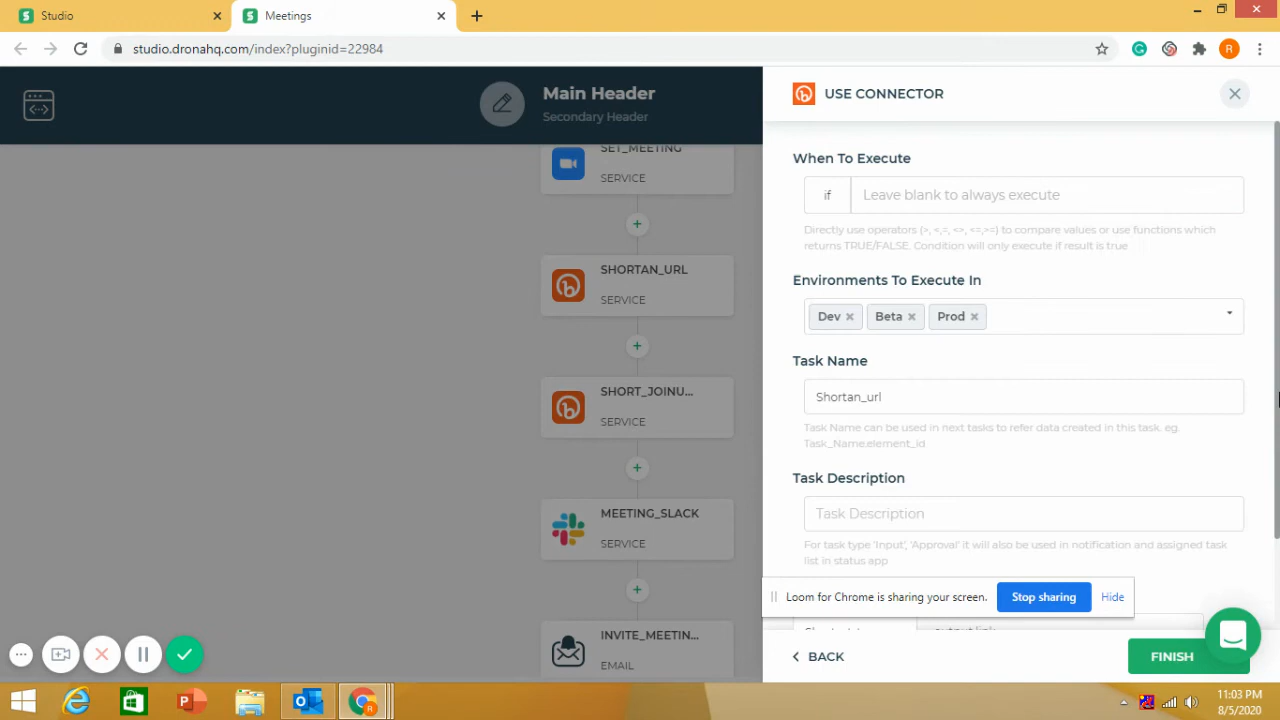 Studio
Meetings
studio.dronahq.com/index?pluginid=22984
R
Main Header
Secondary Header
SET_MEETING
SERVICE
SHORTAN_URL
SERVICE
SHORT_JOINU...
SERVICE
MEETING_SLACK
SERVICE
INVITE_MEETIN...
EMAIL
USE CONNECTOR
When To Execute
if
Leave blank to always execute
Directly use operators (>, <,=, <>, <=,>=) to compare values or use functions which
returns TRUE/FALSE. Condition will only execute if result is true
Environments To Execute In
Dev × Beta × Prod ×
Task Name
Shortan_url
Task Name can be used in next tasks to refer data created in this task. eg.
Task_Name.element_id
Task Description
Task Description
For task type 'Input', 'Approval' it will also be used in notification and assigned task
list in status app
Loom for Chrome is sharing your screen.
Stop sharing
Hide
BACK
FINISH
11:03 PM
8/5/2020